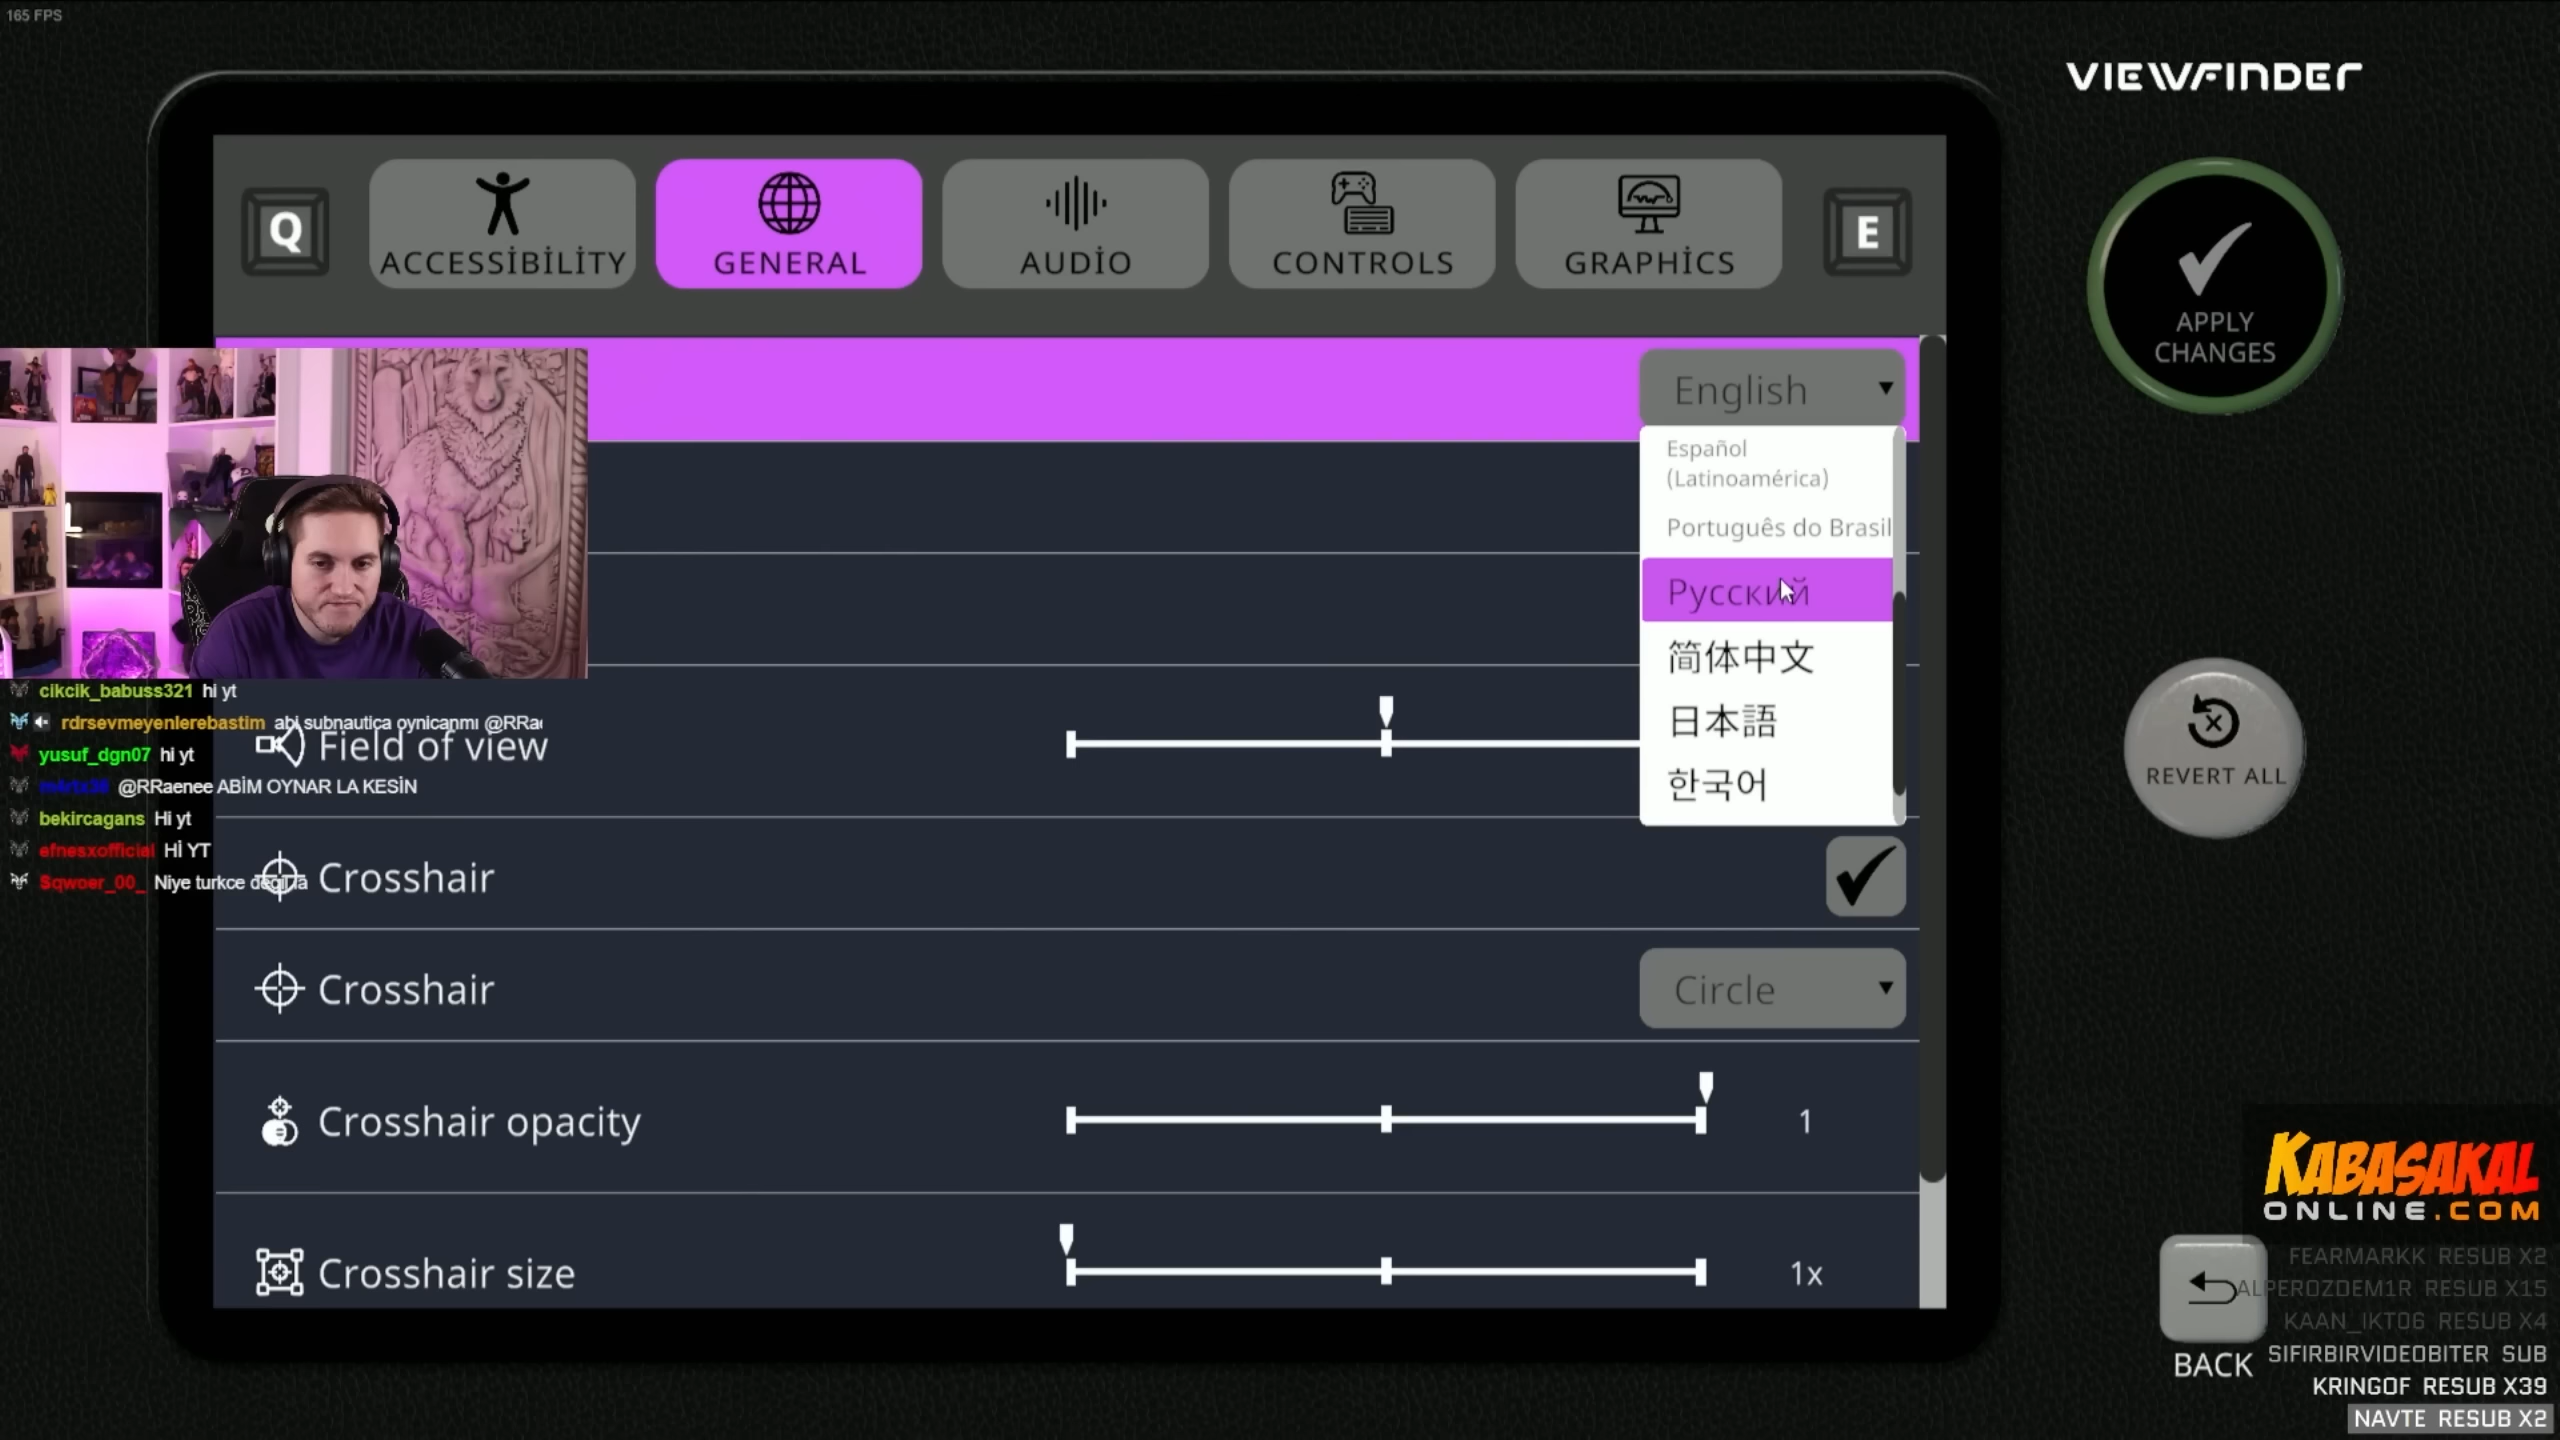 165 FPS
VIEWFINDER
Q
ACCESSİBİLİTY
GENERAL
AUDİO
CONTROLS
GRAPHİCS
E
APPLY
CHANGES
English
Español
(Latinoamérica)
Português do Brasil
Русский
简体中文
日本語
한국어
REVERT ALL
cikcik_babuss321 hi yt
rdrsevmeyenlerebastim abi subnautica oynicanmı @RRa
yusuf_dgn07 hi yt
@RRaenee ABİM OYNAR LA KESİN
bekircagans Hi yt
efnesxofficial Hİ YT
Sqwoer_00_ Niye turkce
Field of view
Crosshair
Crosshair
Circle
Crosshair opacity
1
Crosshair size
1x
KABASAKAL
ONLINE.COM
FEARMARKK RESUB X2
ALPEROZDEM1R RESUB X15
KAAN_IKT06 RESUB X4
SIFIRBIRVIDEOBITER SUB
KRINGOF RESUB X39
NAVTE RESUB X2
BACK